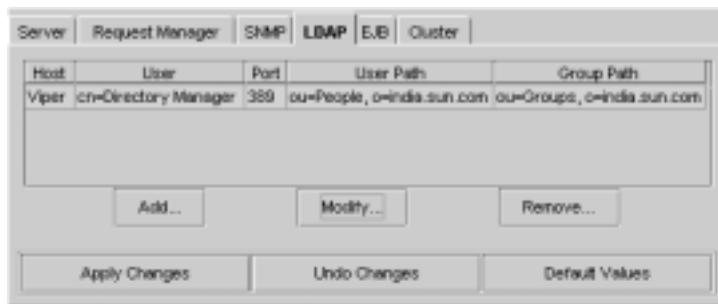 Server Request Manager SNMP LDAP EJB Cluster
Host User Port User Path Group Path
Viper cn=Directory Manager 389 ou=People, o=india.sun.com ou=Groups, o=india.sun.com
Add... Modify... Remove...
Apply Changes Undo Changes Default Values